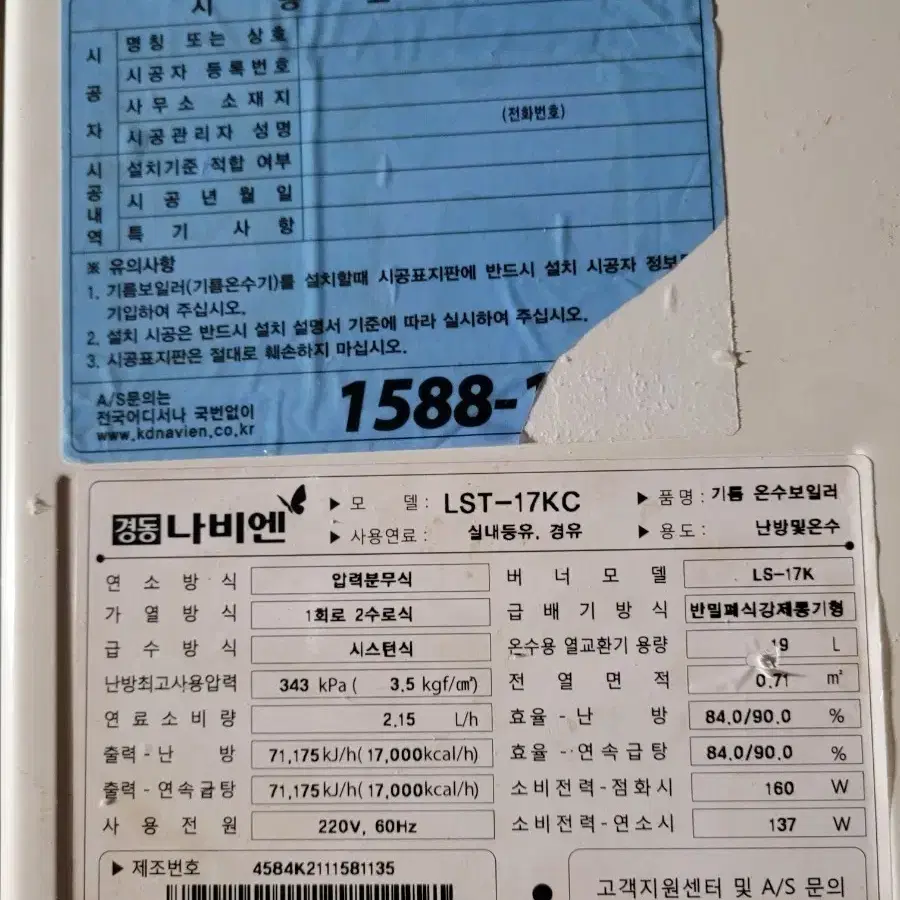 시 공
시 공 자
명칭 또는 상호
시공자 등록번호
사무소 소재지
(전화번호)
시공관리자 성명
시공내역
설치기준 적합 여부
시 공 년 월 일
특 기 사 항
※ 유의사항
1. 기름보일러(기름온수기)를 설치할때 시공표지판에 반드시 설치 시공자 정보를
기입하여 주십시오.
2. 설치 시공은 반드시 설치 설명서 기준에 따라 실시하여 주십시오.
3. 시공표지판은 절대로 훼손하지 마십시오.
A/S문의는
전국어디서나 국번없이
www.kdnavien.co.kr
1588-1
경동 나비엔
▶ 모 델 : LST-17KC ▶ 품명 : 기름 온수보일러
▶ 사용연료 : 실내등유, 경유 ▶ 용도 : 난방및온수
연 소 방 식 압력분무식 버 너 모 델 LS-17K
가 열 방 식 1회로 2수로식 급 배 기 방 식 반밀폐식강제통기형
급 수 방 식 시스턴식 온수용 열교환기 용량 19 L
난방최고사용압력 343 kPa ( 3.5 kgf/㎠) 전 열 면 적 0.71 ㎡
연 료 소 비 량 2.15 L/h 효율 - 난 방 84.0/90.0 %
출력 - 난 방 71,175 kJ/h( 17,000kcal/h) 효율 - 연속급탕 84.0/90.0 %
출력 - 연속급탕 71,175 kJ/h( 17,000kcal/h) 소비전력 - 점화시 160 W
사 용 전 원 220V, 60Hz 소비전력 - 연소시 137 W
▶ 제조번호 4584K2111581135
고객지원센터 및 A/S 문의